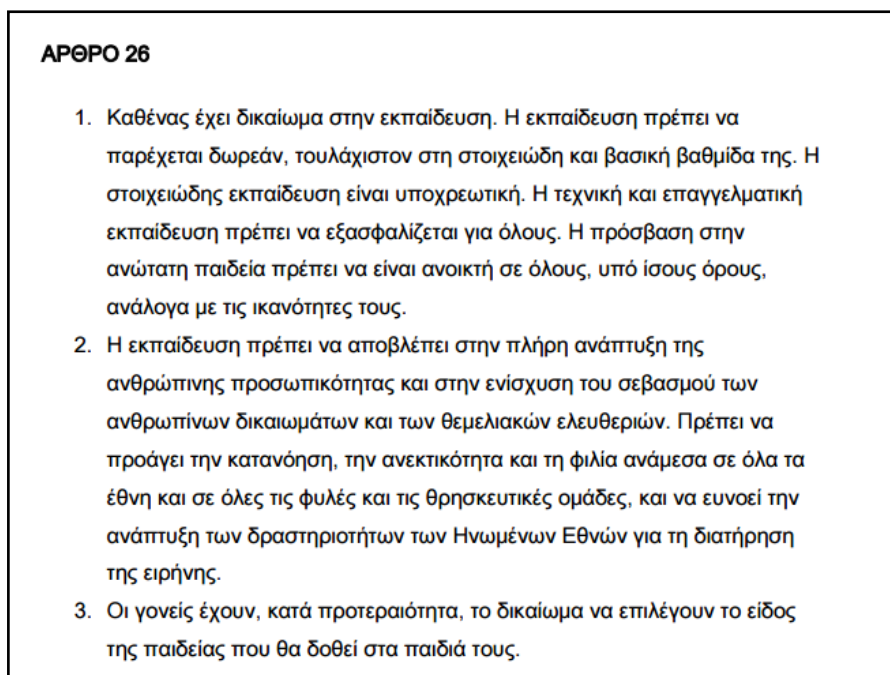 ΑΡΘΡΟ 26
1. Καθένας έχει δικαίωμα στην εκπαίδευση. Η εκπαίδευση πρέπει να
παρέχεται δωρεάν, τουλάχιστον στη στοιχειώδη και βασική βαθμίδα της. Η
στοιχειώδης εκπαίδευση είναι υποχρεωτική. Η τεχνική και επαγγελματική
εκπαίδευση πρέπει να εξασφαλίζεται για όλους. Η πρόσβαση στην
ανώτατη παιδεία πρέπει να είναι ανοικτή σε όλους, υπό ίσους όρους,
ανάλογα με τις ικανότητες τους.
2. Η εκπαίδευση πρέπει να αποβλέπει στην πλήρη ανάπτυξη της
ανθρώπινης προσωπικότητας και στην ενίσχυση του σεβασμού των
ανθρωπίνων δικαιωμάτων και των θεμελιακών ελευθεριών. Πρέπει να
προάγει την κατανόηση, την ανεκτικότητα και τη φιλία ανάμεσα σε όλα τα
έθνη και σε όλες τις φυλές και τις θρησκευτικές ομάδες, και να ευνοεί την
ανάπτυξη των δραστηριοτήτων των Ηνωμένων Εθνών για τη διατήρηση
της ειρήνης.
3. Οι γονείς έχουν, κατά προτεραιότητα, το δικαίωμα να επιλέγουν το είδος
της παιδείας που θα δοθεί στα παιδιά τους.